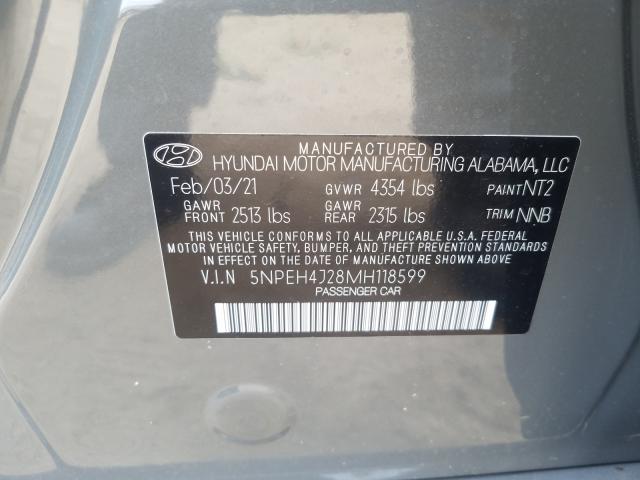 MANUFACTURED BY
HYUNDAI MOTOR MANUFACTURING ALABAMA, LLC
Feb/03/21 GVWR 4354 lbs PAINT NT2
GAWR FRONT 2513 lbs GAWR REAR 2315 lbs TRIM NNB
THIS VEHICLE CONFORMS TO ALL APPLICABLE U.S.A. FEDERAL
MOTOR VEHICLE SAFETY, BUMPER, AND THEFT PREVENTION STANDARDS
IN EFFECT ON THE DATE OF MANUFACTURE SHOWN ABOVE
V.I.N 5NPEH4J28MH118599
PASSENGER CAR